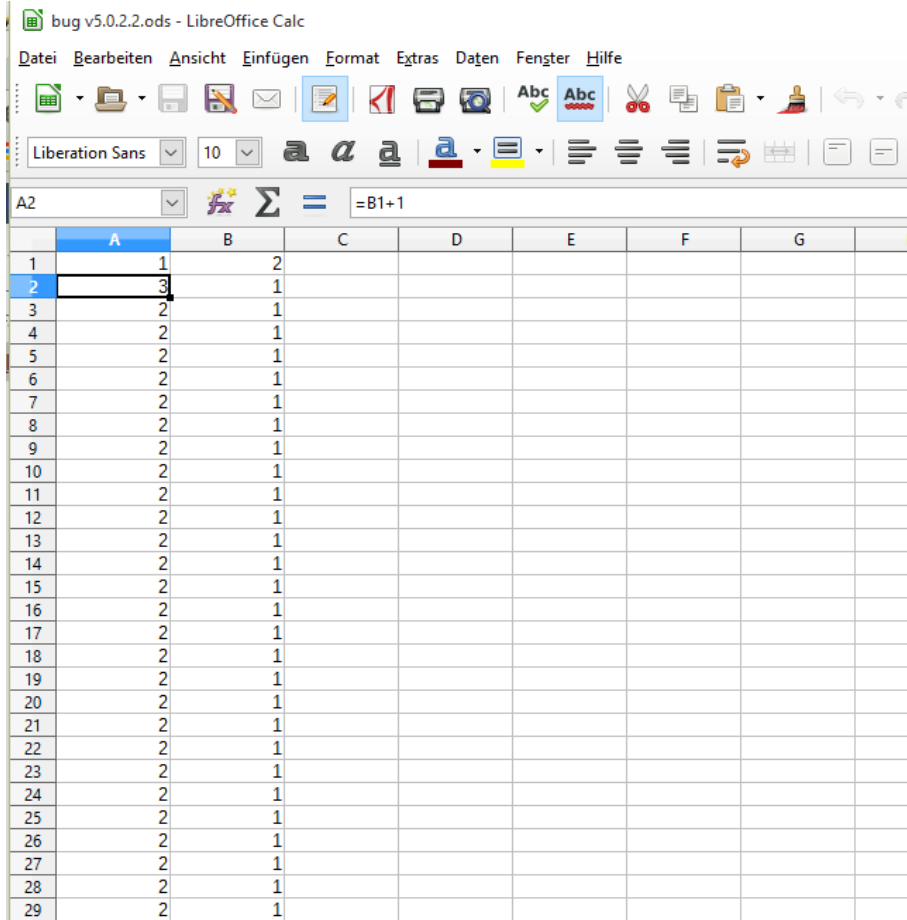 bug v5.0.2.2.ods - LibreOffice Calc
Datei Bearbeiten Ansicht Einfügen Format Extras Daten Fenster Hilfe
Abc Abc
Liberation Sans 10 a a a a
A2 fx Σ = =B1+1
A B C D E F G
1 1 2
2 3 1
3 2 1
4 2 1
5 2 1
6 2 1
7 2 1
8 2 1
9 2 1
10 2 1
11 2 1
12 2 1
13 2 1
14 2 1
15 2 1
16 2 1
17 2 1
18 2 1
19 2 1
20 2 1
21 2 1
22 2 1
23 2 1
24 2 1
25 2 1
26 2 1
27 2 1
28 2 1
29 2 1